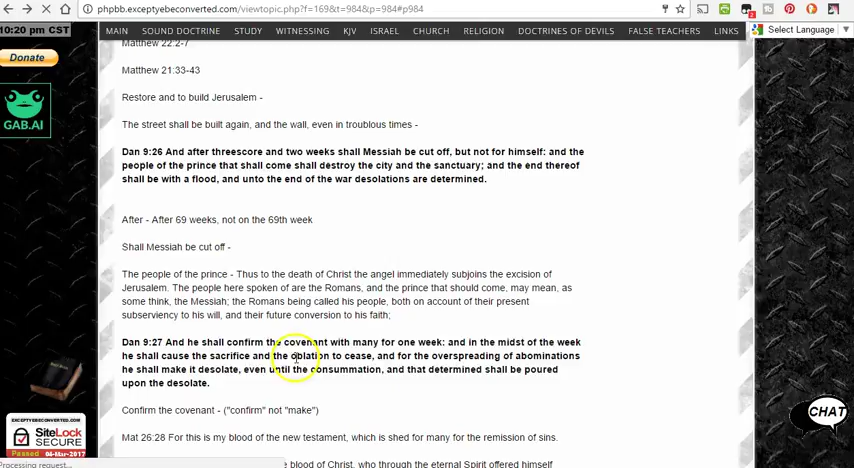 phpbb.exceptyebeconverted.com/viewtopic.php?f=169&t=984&p=984#p984
10:20 pm CST
MAIN SOUND DOCTRINE STUDY WITNESSING KJV ISRAEL CHURCH RELIGION DOCTRINES OF DEVILS FALSE TEACHERS LINKS
Select Language
Donate
GAB.AI
Matthew 22:2-7
Matthew 21:33-43
Restore and to build Jerusalem -
The street shall be built again, and the wall, even in troublous times -
Dan 9:26 And after threescore and two weeks shall Messiah be cut off, but not for himself: and the
people of the prince that shall come shall destroy the city and the sanctuary; and the end thereof
shall be with a flood, and unto the end of the war desolations are determined.
After - After 69 weeks, not on the 69th week
Shall Messiah be cut off -
The people of the prince - Thus to the death of Christ the angel immediately subjoins the excision of
Jerusalem. The people here spoken of are the Romans, and the prince that should come, may mean, as
some think, the Messiah; the Romans being called his people, both on account of their present
subserviency to his will, and their future conversion to his faith;
Dan 9:27 And he shall confirm the covenant with many for one week: and in the midst of the week
he shall cause the sacrifice and the oblation to cease, and for the overspreading of abominations
he shall make it desolate, even until the consummation, and that determined shall be poured
upon the desolate.
Confirm the covenant - ("confirm" not "make")
Mat 26:28 For this is my blood of the new testament, which is shed for many for the remission of sins.
the blood of Christ, who through the eternal Spirit offered himself
EXCEPTYEBECONVERTED.COM
SiteLock
SECURE
Passed 04-Mar-2017
CHAT
Processing request...